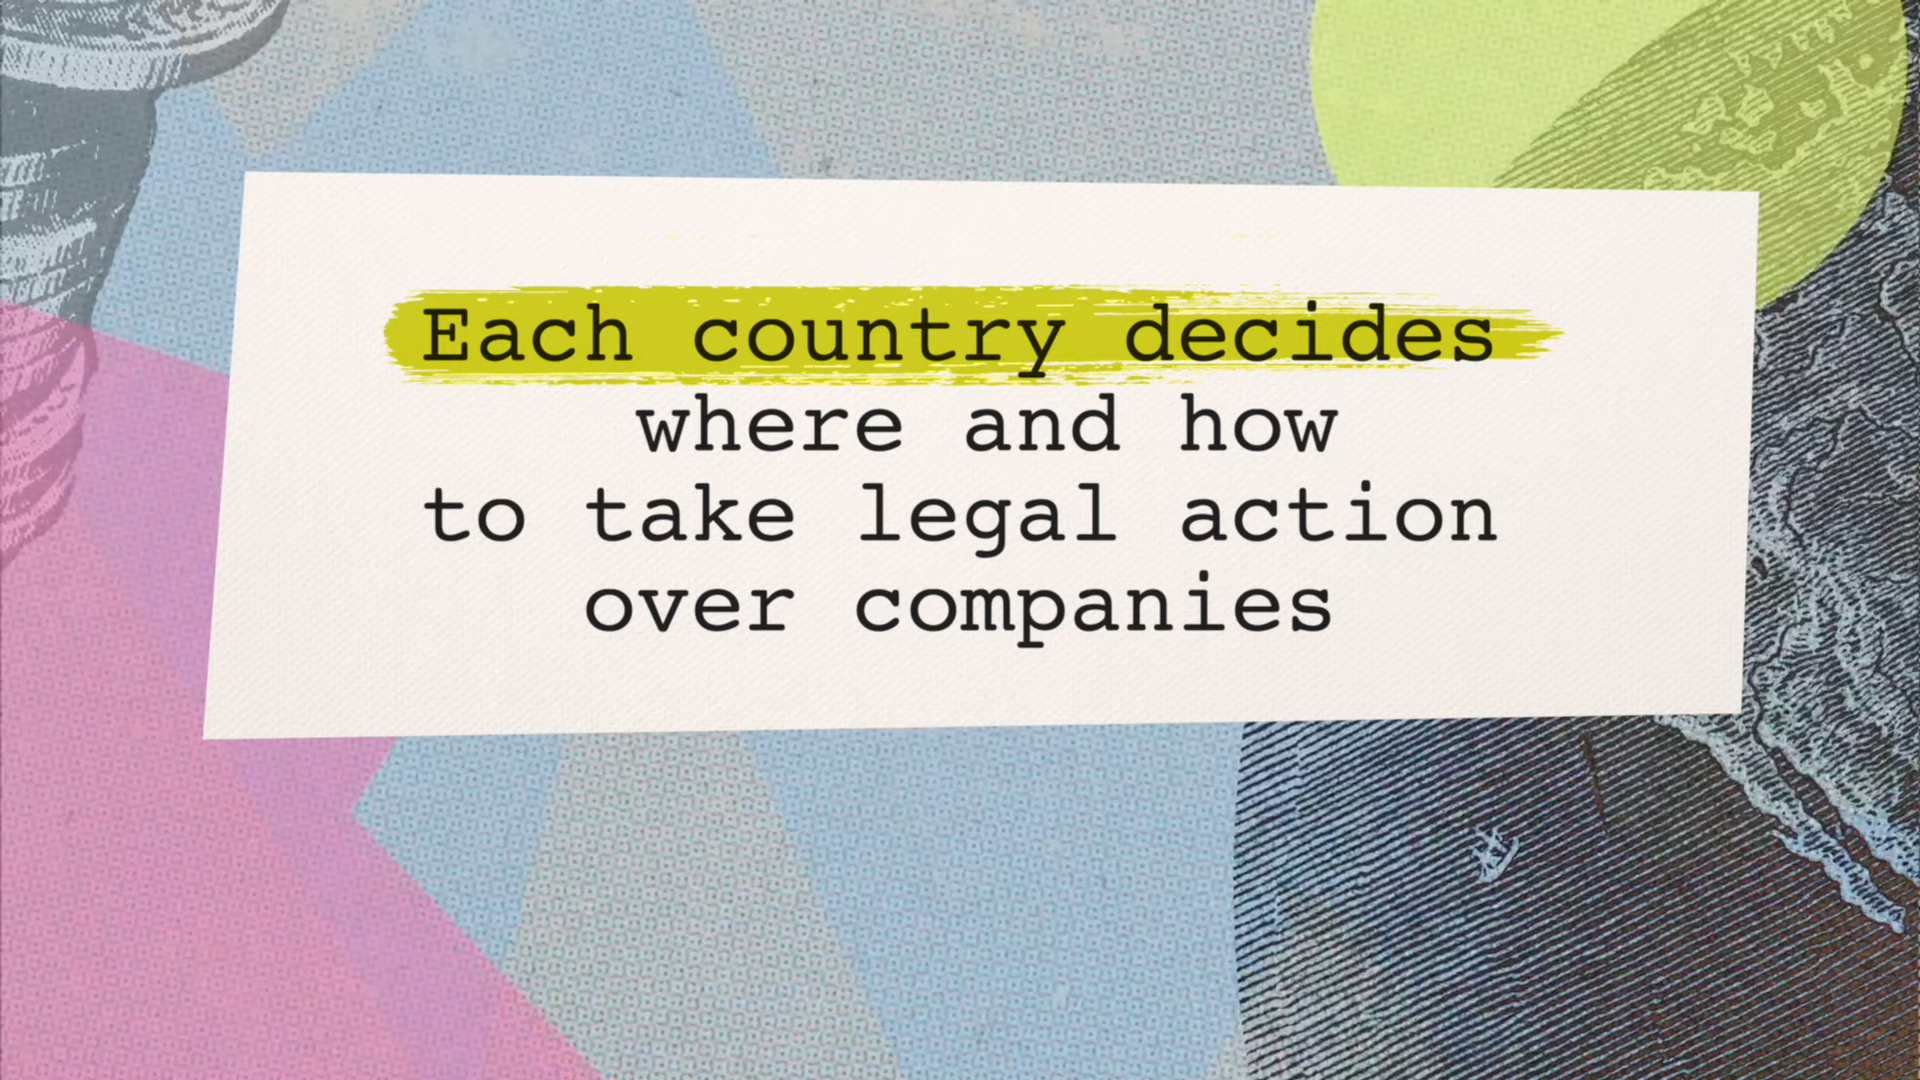 Each country decides
where and how
to take legal action
over companies